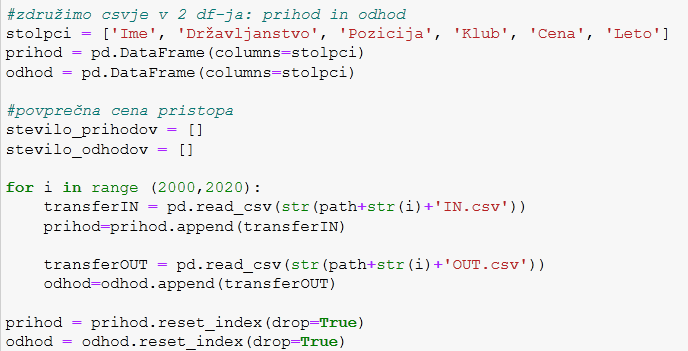 #združimo csvje v 2 df-ja: prihod in odhod
stolpci = ['Ime', 'Državljanstvo', 'Pozicija', 'Klub', 'Cena', 'Leto']
prihod = pd.DataFrame(columns=stolpci)
odhod = pd.DataFrame(columns=stolpci)

#povprečna cena pristopa
stevilo_prihodov = []
stevilo_odhodov = []

for i in range (2000,2020):
    transferIN = pd.read_csv(str(path+str(i)+'IN.csv'))
    prihod=prihod.append(transferIN)

    transferOUT = pd.read_csv(str(path+str(i)+'OUT.csv'))
    odhod=odhod.append(transferOUT)

prihod = prihod.reset_index(drop=True)
odhod = odhod.reset_index(drop=True)